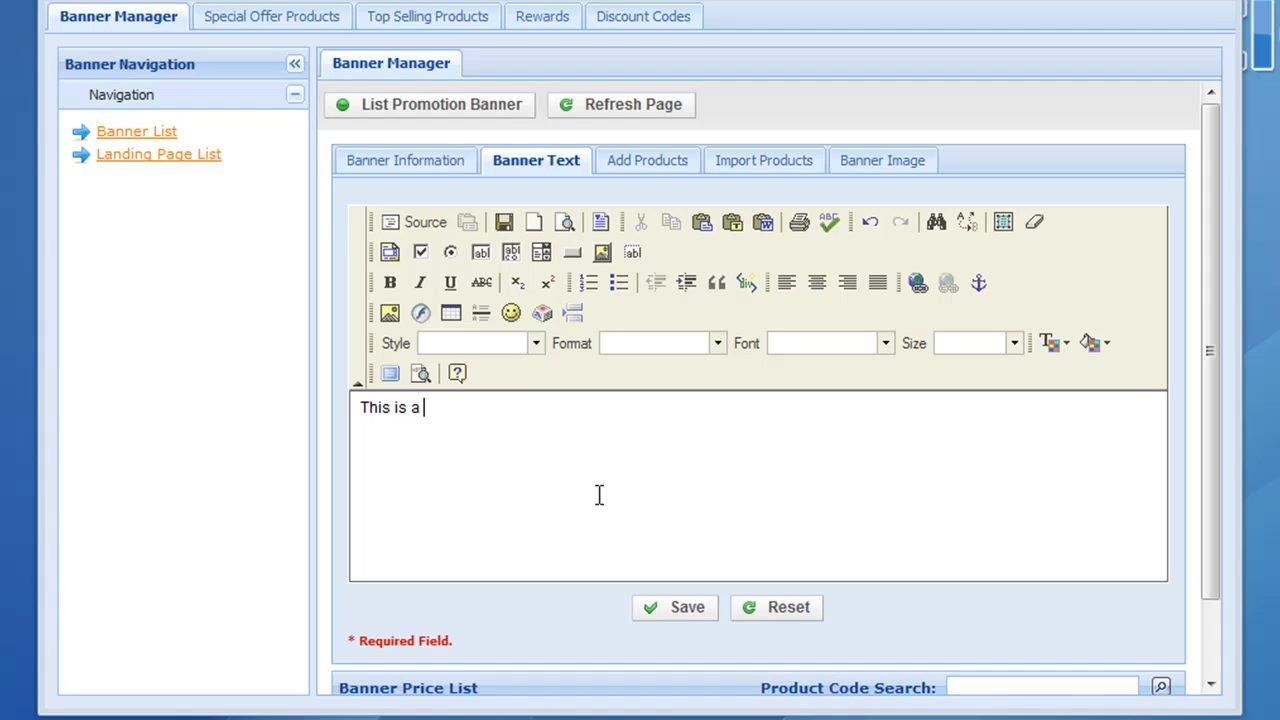 Banner Manager Special Offer Products Top Selling Products Rewards Discount Codes
Banner Navigation
Navigation
Banner List
Landing Page List
Banner Manager
List Promotion Banner Refresh Page
Banner Information Banner Text Add Products Import Products Banner Image
Source
Style Format Font Size
This is a
Save Reset
* Required Field.
Banner Price List Product Code Search: